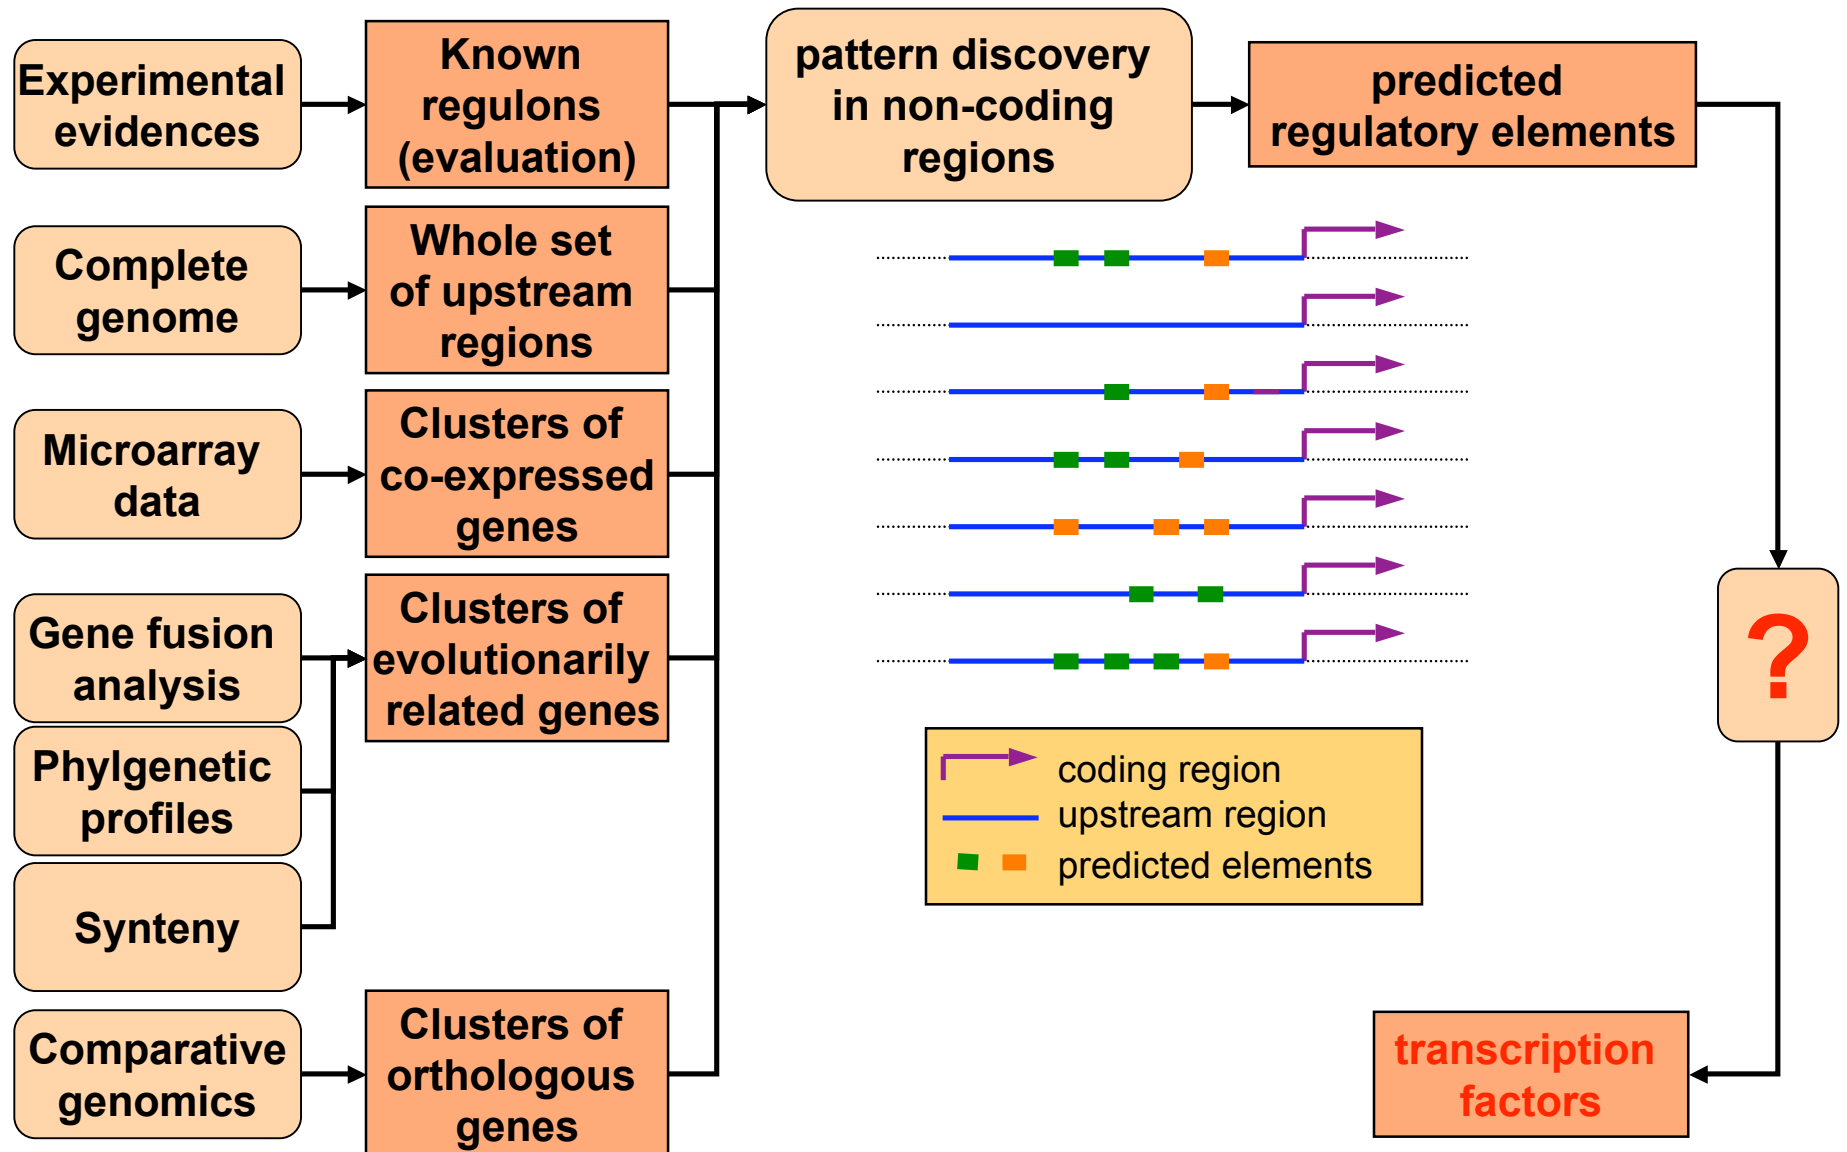 Experimental
evidences
Known
regulons
(evaluation)
pattern discovery
in non-coding
regions
predicted
regulatory elements
Complete
genome
Whole set
of upstream
regions
Microarray
data
Clusters of
co-expressed
genes
Gene fusion
analysis
Phylgenetic
profiles
Synteny
Clusters of
evolutionarily
related genes
Comparative
genomics
Clusters of
orthologous
genes
coding region
upstream region
predicted elements
?
transcription
factors